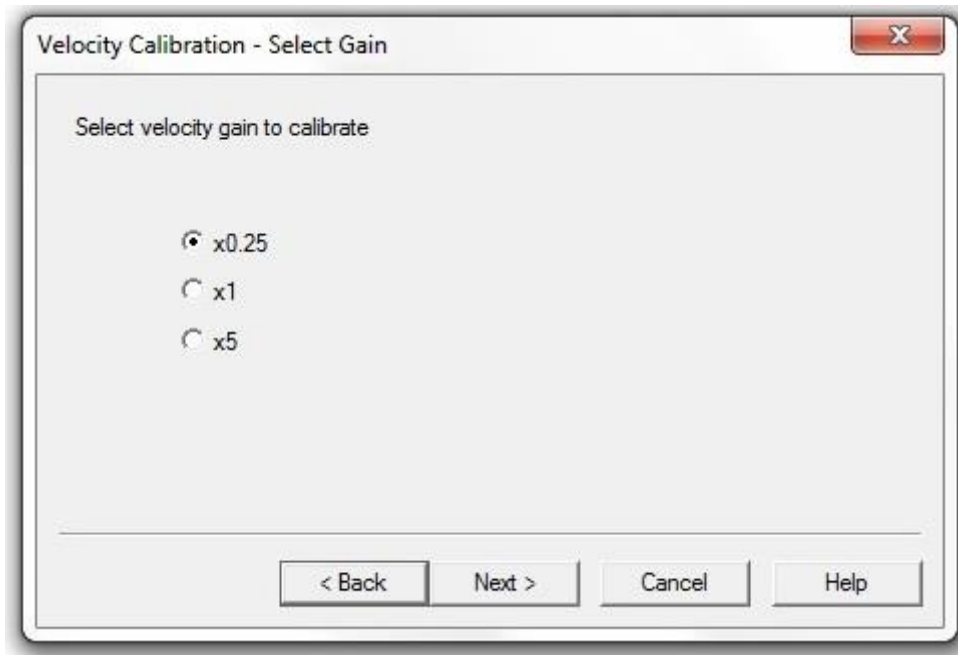 Velocity Calibration - Select Gain
Select velocity gain to calibrate
x0.25
x1
x5
< Back Next > Cancel Help